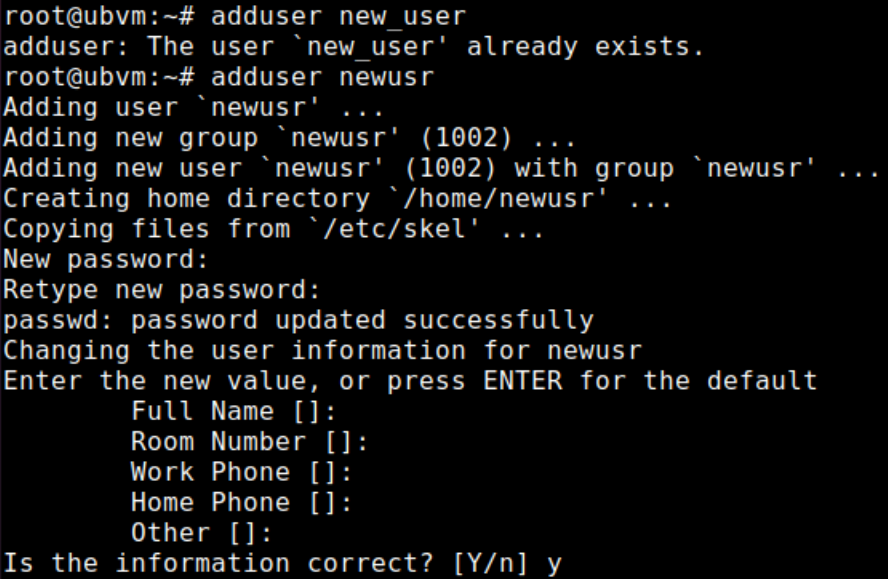 root@ubvm:~# adduser new_user
adduser: The user `new_user' already exists.
root@ubvm:~# adduser newusr
Adding user `newusr' ...
Adding new group `newusr' (1002) ...
Adding new user `newusr' (1002) with group `newusr' ...
Creating home directory `/home/newusr' ...
Copying files from `/etc/skel' ...
New password:
Retype new password:
passwd: password updated successfully
Changing the user information for newusr
Enter the new value, or press ENTER for the default
        Full Name []:
        Room Number []:
        Work Phone []:
        Home Phone []:
        Other []:
Is the information correct? [Y/n] y